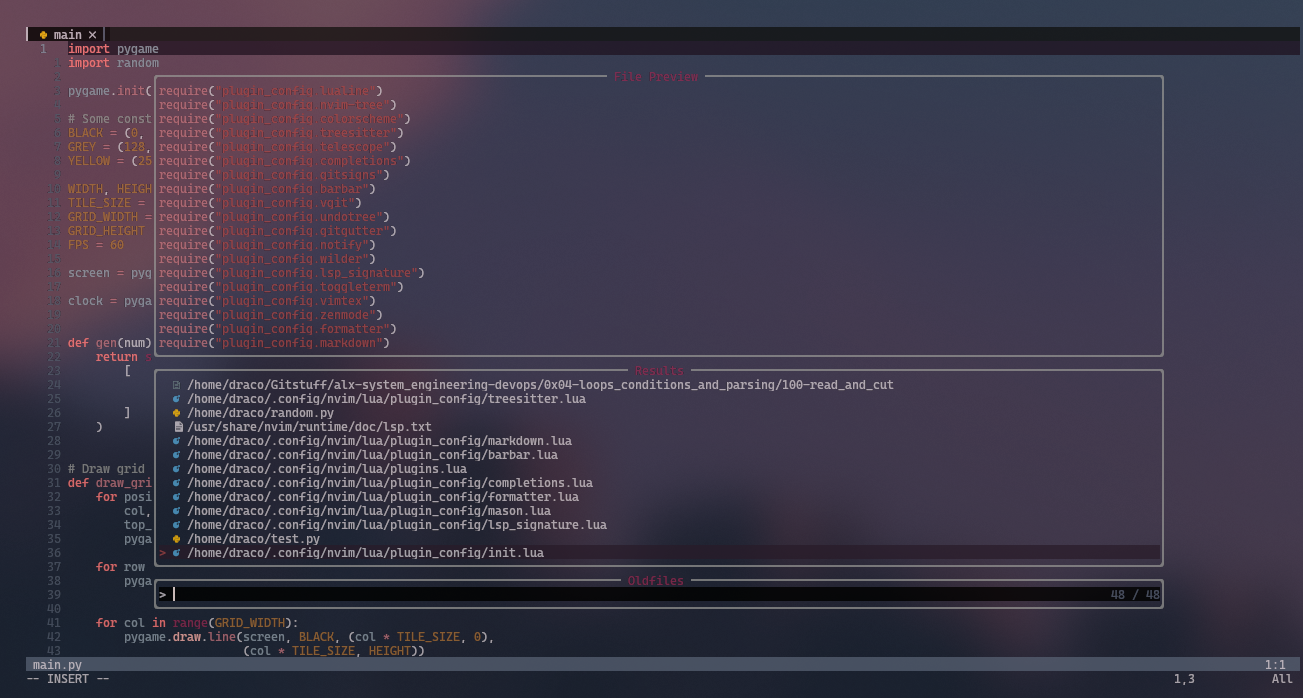 main ×
1 import pygame
import random
File Preview
pygame.init( require("plugin_config.lualine")
require("plugin_config.nvim-tree")
# Some const require("plugin_config.colorscheme")
BLACK = (0, require("plugin_config.treesitter")
GREY = (128, require("plugin_config.telescope")
YELLOW = (25 require("plugin_config.completions")
require("plugin_config.gitsigns")
10 WIDTH, HEIGH require("plugin_config.barbar")
11 TILE_SIZE = require("plugin_config.vgit")
12 GRID_WIDTH = require("plugin_config.undotree")
13 GRID_HEIGHT require("plugin_config.gitgutter")
14 FPS = 60 require("plugin_config.notify")
15 require("plugin_config.wilder")
16 screen = pyg require("plugin_config.lsp_signature")
17 require("plugin_config.toggleterm")
18 clock = pyga require("plugin_config.vimtex")
19 require("plugin_config.zenmode")
20 require("plugin_config.formatter")
21 def gen(num) require("plugin_config.markdown")
22 return
23 [ Results
24 /home/draco/Gitstuff/alx-system_engineering-devops/0x04-loops_conditions_and_parsing/100-read_and_cut
25 /home/draco/.config/nvim/lua/plugin_config/treesitter.lua
26 ] /home/draco/random.py
27 ) /usr/share/nvim/runtime/doc/lsp.txt
28 /home/draco/.config/nvim/lua/plugin_config/markdown.lua
29 /home/draco/.config/nvim/lua/plugin_config/barbar.lua
30 # Draw grid /home/draco/.config/nvim/lua/plugins.lua
31 def draw_gri /home/draco/.config/nvim/lua/plugin_config/completions.lua
32 for posi /home/draco/.config/nvim/lua/plugin_config/formatter.lua
33 col, /home/draco/.config/nvim/lua/plugin_config/mason.lua
34 top_ /home/draco/.config/nvim/lua/plugin_config/lsp_signature.lua
35 pyga /home/draco/test.py
36 > /home/draco/.config/nvim/lua/plugin_config/init.lua
37 for row
38 pyga Oldfiles
39 > 48 / 48
40
41 for col in range(GRID_WIDTH):
42 pygame.draw.line(screen, BLACK, (col * TILE_SIZE, 0),
43 (col * TILE_SIZE, HEIGHT))
main.py 1:1
-- INSERT -- 1,3 All